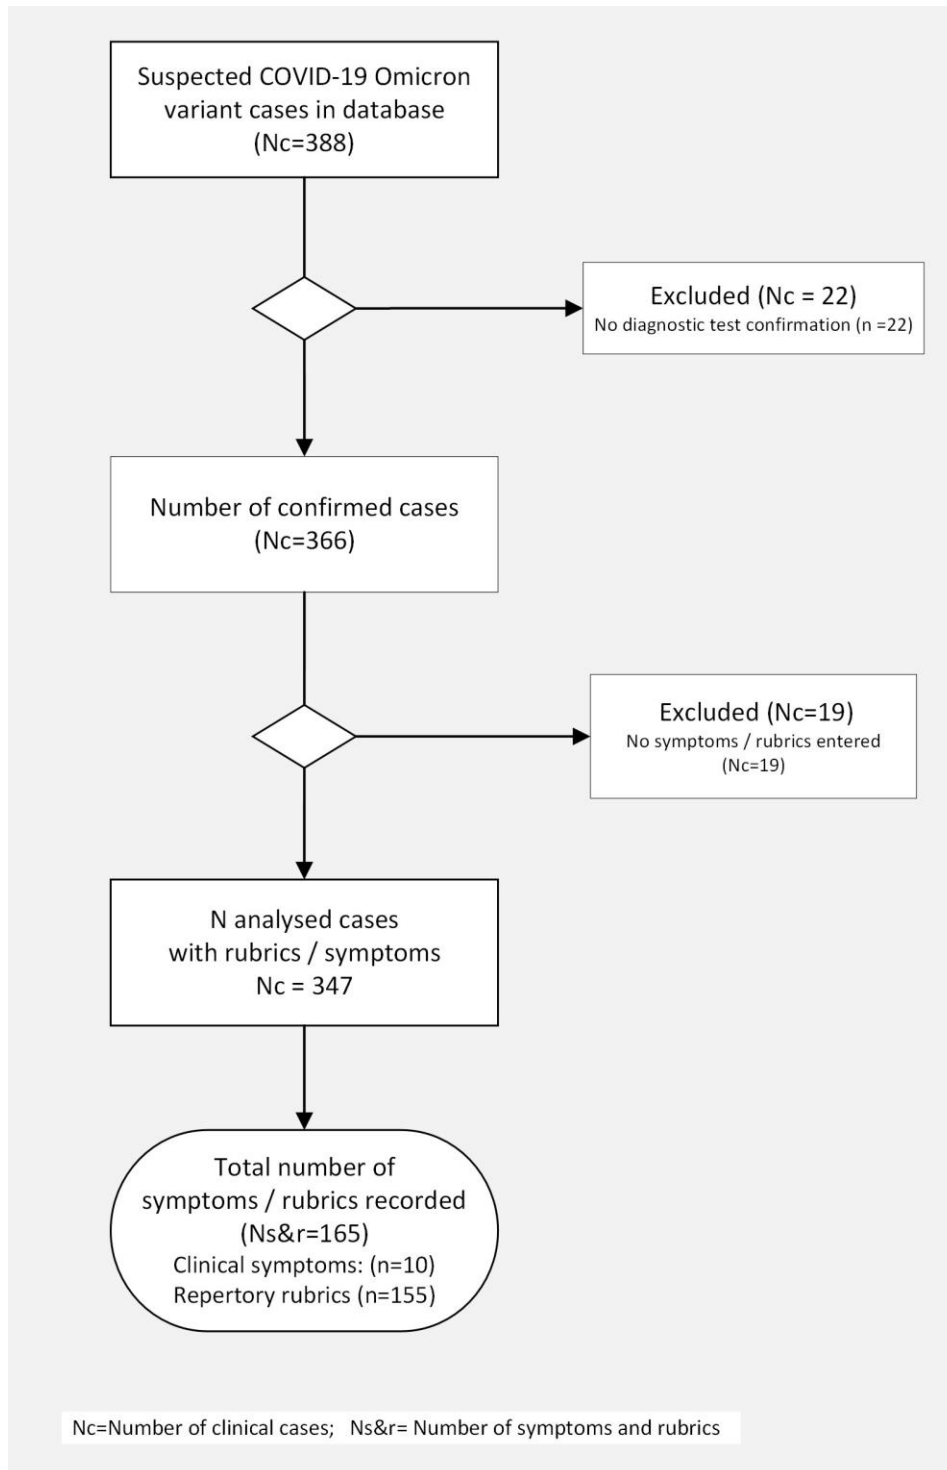 Suspected COVID-19 Omicron
variant cases in database
(Nc=388)
Excluded (Nc = 22)
No diagnostic test confirmation (n =22)
Number of confirmed cases
(Nc=366)
Excluded (Nc=19)
No symptoms / rubrics entered
(Nc=19)
N analysed cases
with rubrics / symptoms
Nc = 347
Total number of
symptoms / rubrics recorded
(Ns&r=165)
Clinical symptoms: (n=10)
Repertory rubrics (n=155)
Nc=Number of clinical cases;   Ns&r= Number of symptoms and rubrics